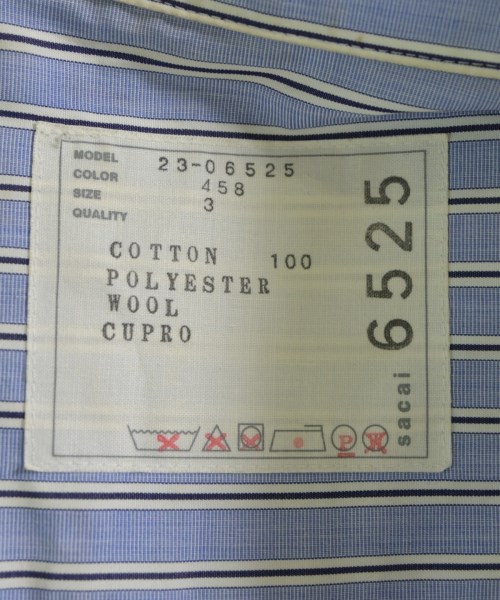 MODEL 23-06525
COLOR 458
SIZE 3
QUALITY
COTTON 100
POLYESTER
WOOL
CUPRO
P W
sacai 6525